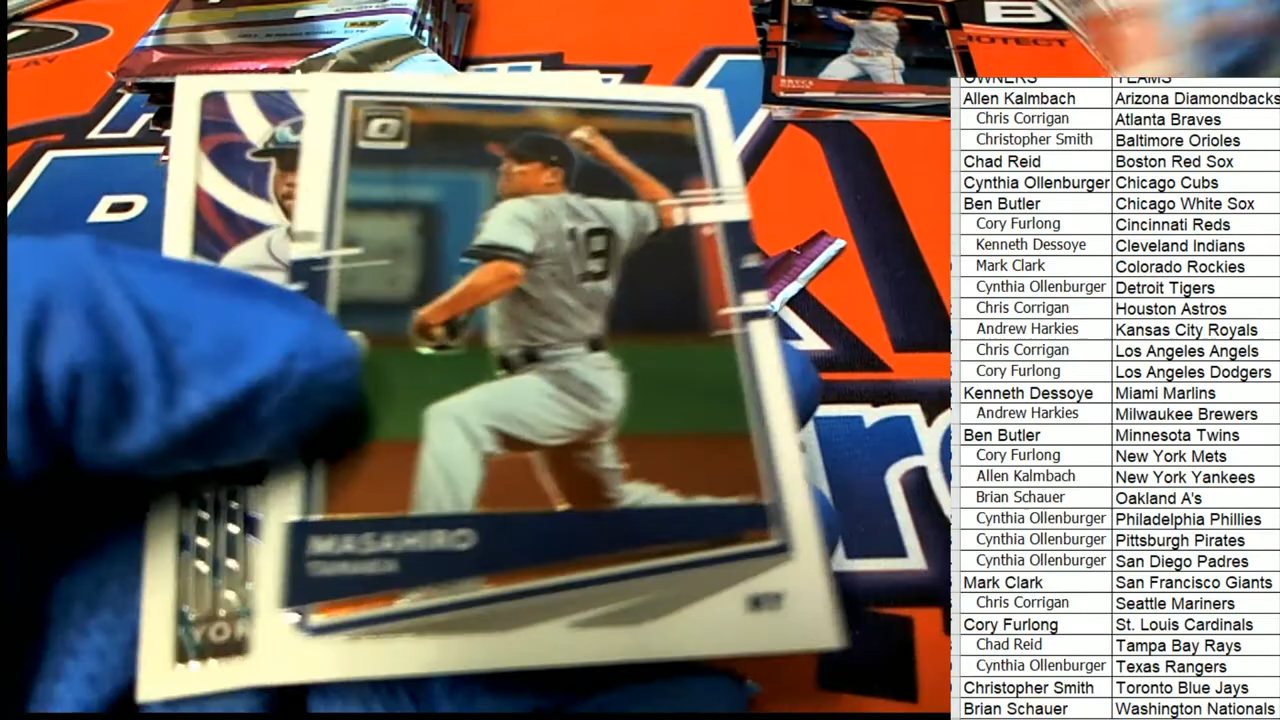 OWNERS TEAMS
Allen Kalmbach Arizona Diamondbacks
Chris Corrigan Atlanta Braves
Christopher Smith Baltimore Orioles
Chad Reid Boston Red Sox
Cynthia Ollenburger Chicago Cubs
Ben Butler Chicago White Sox
Cory Furlong Cincinnati Reds
Kenneth Dessoye Cleveland Indians
Mark Clark Colorado Rockies
Cynthia Ollenburger Detroit Tigers
Chris Corrigan Houston Astros
Andrew Harkies Kansas City Royals
Chris Corrigan Los Angeles Angels
Cory Furlong Los Angeles Dodgers
Kenneth Dessoye Miami Marlins
Andrew Harkies Milwaukee Brewers
Ben Butler Minnesota Twins
Cory Furlong New York Mets
Allen Kalmbach New York Yankees
Brian Schauer Oakland A's
Cynthia Ollenburger Philadelphia Phillies
Cynthia Ollenburger Pittsburgh Pirates
Cynthia Ollenburger San Diego Padres
Mark Clark San Francisco Giants
Chris Corrigan Seattle Mariners
Cory Furlong St. Louis Cardinals
Chad Reid Tampa Bay Rays
Cynthia Ollenburger Texas Rangers
Christopher Smith Toronto Blue Jays
Brian Schauer Washington Nationals
19
MASAHIRO
TANAKA
BRYCE
D
B